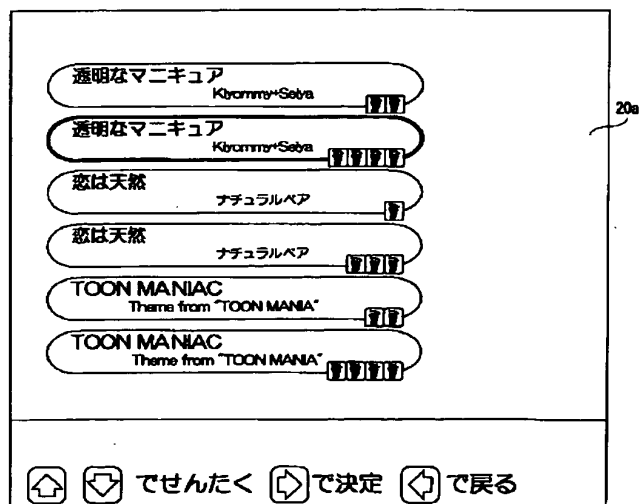 透明なマニキュア
Kiyommy+Seiya
20a
透明なマニキュア
Kiyommy+Seiya
恋は天然
ナチュラルペア
恋は天然
ナチュラルペア
TOON MANIAC
Theme from "TOON MANIA"
TOON MANIAC
Theme from "TOON MANIA"
でせんたく で決定 で戻る